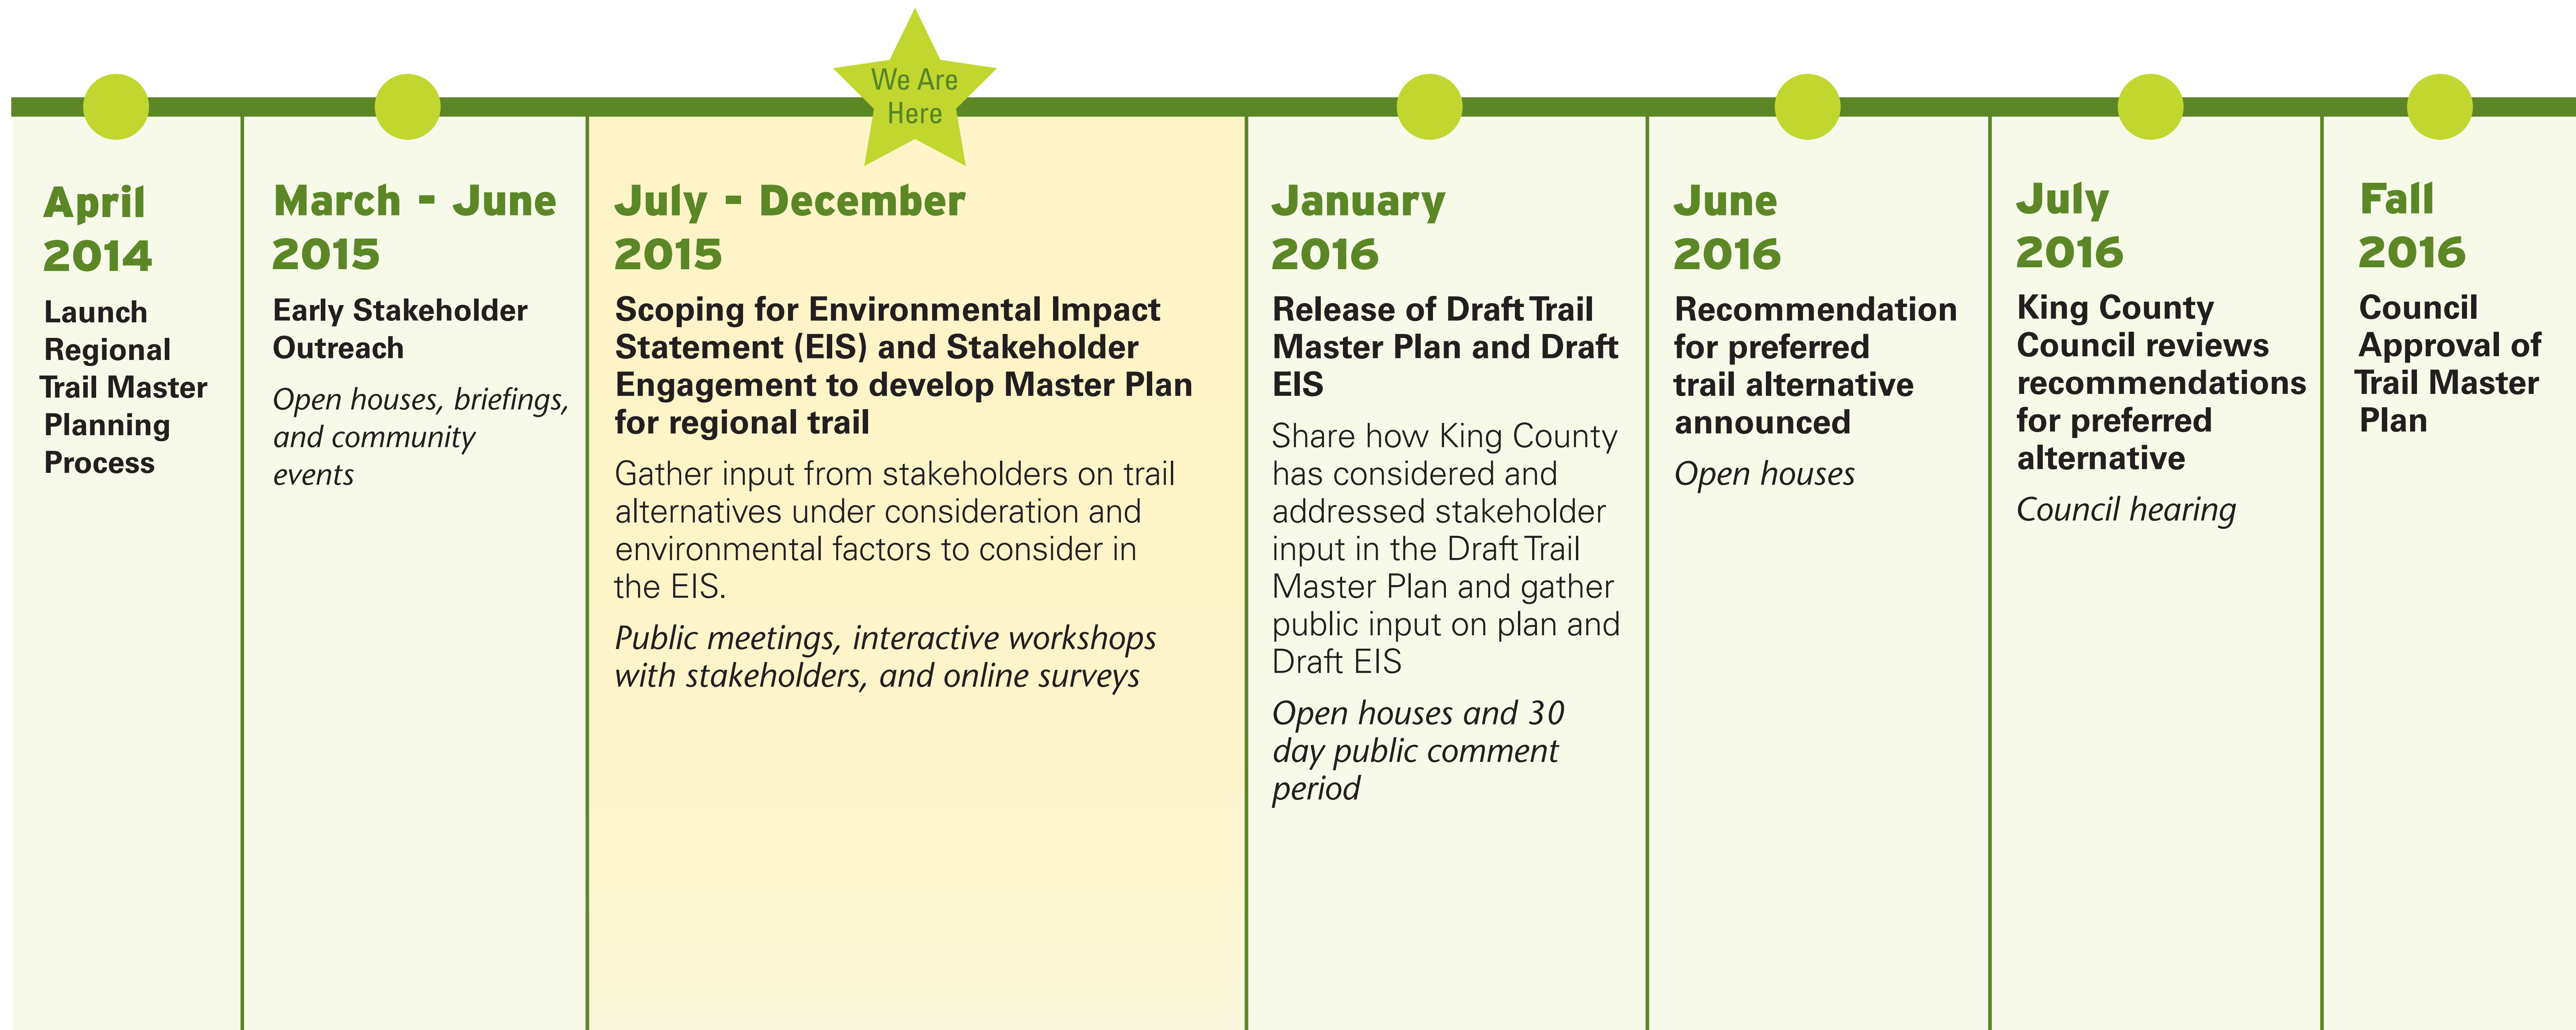 We Are
Here
April
2014
Launch
Regional
Trail Master
Planning
Process
March - June
2015
Early Stakeholder
Outreach
Open houses, briefings,
and community
events
July - December
2015
Scoping for Environmental Impact
Statement (EIS) and Stakeholder
Engagement to develop Master Plan
for regional trail
Gather input from stakeholders on trail
alternatives under consideration and
environmental factors to consider in
the EIS.
Public meetings, interactive workshops
with stakeholders, and online surveys
January
2016
Release of Draft Trail
Master Plan and Draft
EIS
Share how King County
has considered and
addressed stakeholder
input in the Draft Trail
Master Plan and gather
public input on plan and
Draft EIS
Open houses and 30
day public comment
period
June
2016
Recommendation
for preferred
trail alternative
announced
Open houses
July
2016
King County
Council reviews
recommendations
for preferred
alternative
Council hearing
Fall
2016
Council
Approval of
Trail Master
Plan